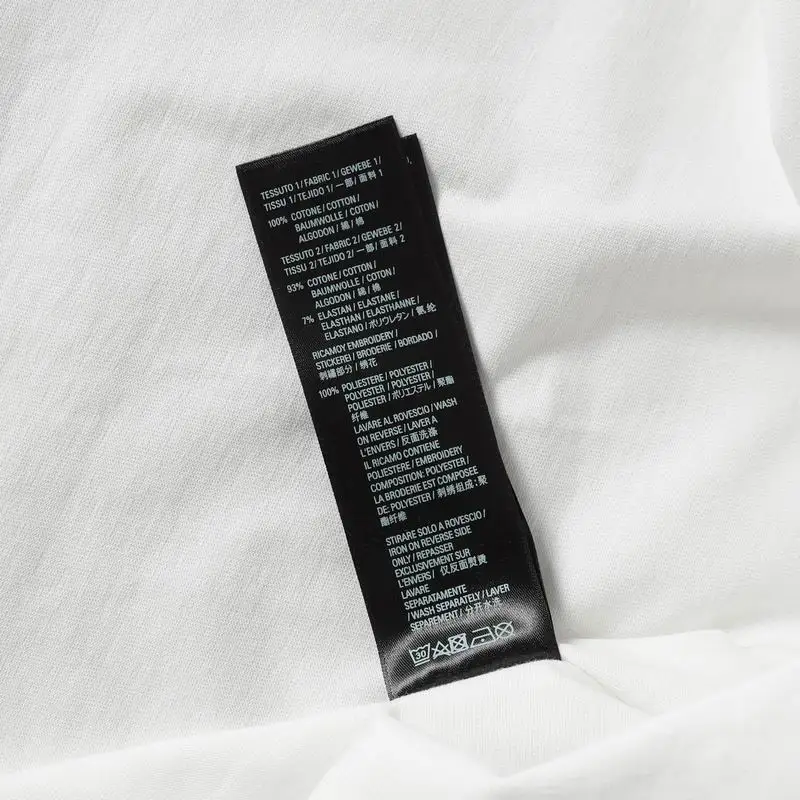 TESSUTO 1/ FABRIC 1/ GEWEBE 1/
TISSU 1/ TEJIDO 1/ 一部/ 面料 1
100% COTONE / COTTON /
BAUMWOLLE / COTON /
ALGODON / 綿 / 棉
TESSUTO 2/ FABRIC 2/ GEWEBE 2/
TISSU 2/ TEJIDO 2/ 一部/ 面料 2
93% COTONE / COTTON /
BAUMWOLLE / COTON /
ALGODON / 綿 / 棉
7% ELASTAN / ELASTANE /
ELASTHAN / ELASTHANNE /
ELASTANO / ポリウレタン / 氨纶
RICAMOY EMBROIDERY /
STICKEREI / BRODERIE / BORDADO /
刺繍部分 / 绣花
100% POLIESTERE / POLYESTER /
POLYESTER / POLYESTER /
POLIESTER / ポリエステル / 聚酯
纤维
LAVARE AL ROVESCIO / WASH
ON REVERSE / LAVER A
L'ENVERS / 反面洗涤
IL RICAMO CONTIENE
POLIESTERE / EMBROIDERY
COMPOSITION: POLYESTER /
LA BRODERIE EST COMPOSEE
DE: POLYESTER / 刺绣组成：聚
酯纤维
STIRARE SOLO A ROVESCIO /
IRON ON REVERSE SIDE
ONLY / REPASSER
EXCLUSIVEMENT SUR
L'ENVERS / 仅反面熨烫
LAVARE
SEPARATAMENTE
/ WASH SEPARATELY / LAVER
SEPAREMENT / 分开水洗
30